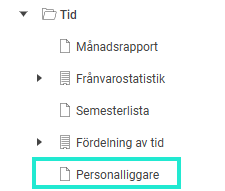 Tid
Månadsrapport
Frånvarostatistik
Semesterlista
Fördelning av tid
Personalliggare